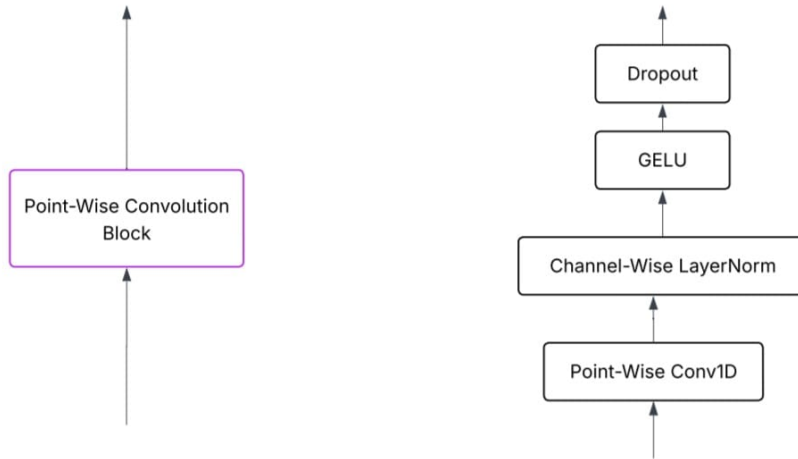 Point-Wise Convolution
Block
Dropout
GELU
Channel-Wise LayerNorm
Point-Wise Conv1D